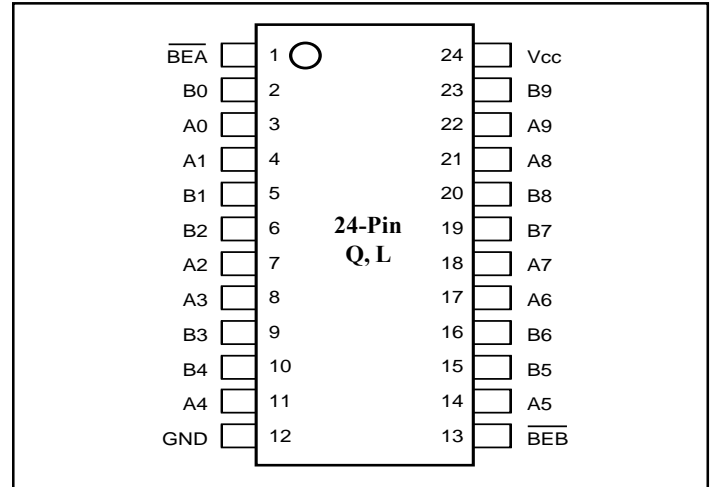 B̅E̅A̅ 1 24 Vcc
B0 2 23 B9
A0 3 22 A9
A1 4 21 A8
B1 5 20 B8
B2 6 24-Pin 19 B7
A2 7 Q, L 18 A7
A3 8 17 A6
B3 9 16 B6
B4 10 15 B5
A4 11 14 A5
GND 12 13 B̅E̅B̅